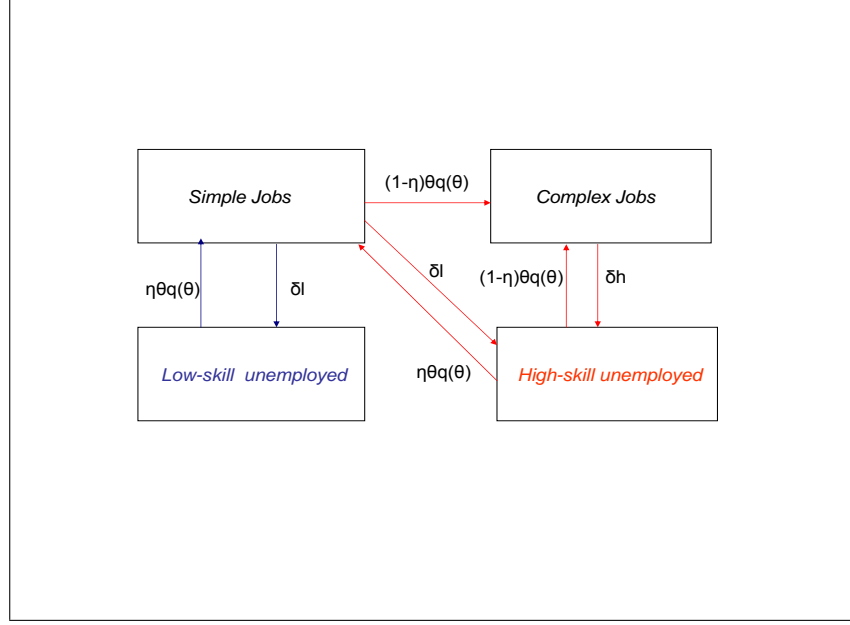 Simple Jobs
(1-η)θq(θ)
Complex Jobs
ηθq(θ)
δl
δl
(1-η)θq(θ)
δh
ηθq(θ)
Low-skill unemployed
High-skill unemployed